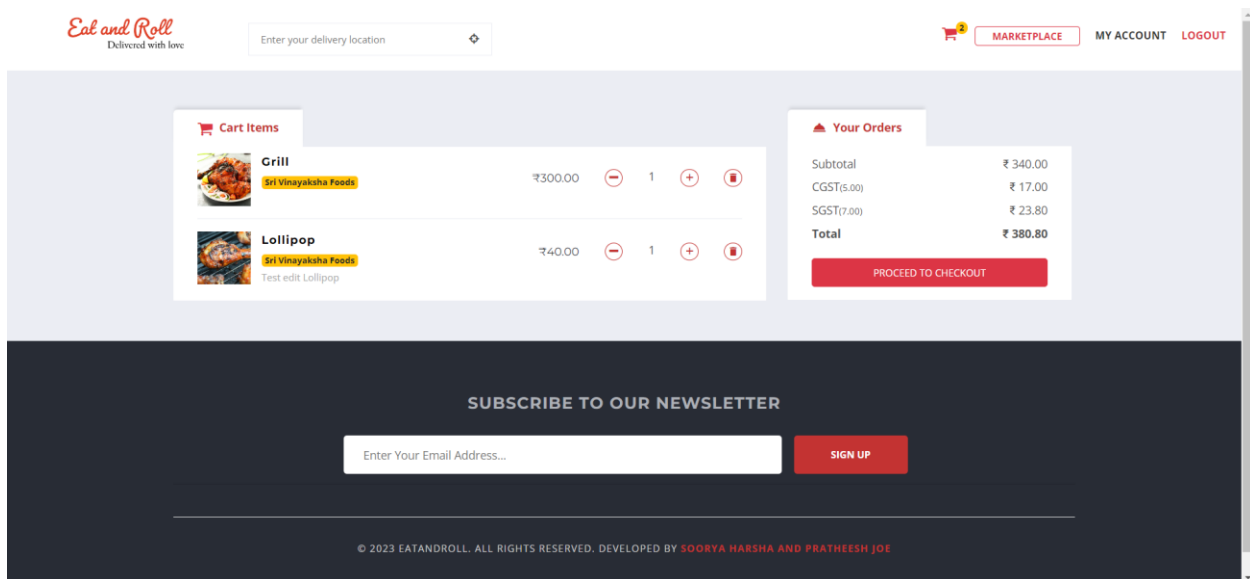 Eat and Roll
Delivered with love
Enter your delivery location
2
MARKETPLACE
MY ACCOUNT
LOGOUT
Cart Items
Grill
Sri Vinayaksha Foods
₹300.00
1
Lollipop
Sri Vinayaksha Foods
Test edit Lollipop
₹40.00
1
Your Orders
Subtotal ₹ 340.00
CGST(5.00) ₹ 17.00
SGST(7.00) ₹ 23.80
Total ₹ 380.80
PROCEED TO CHECKOUT
SUBSCRIBE TO OUR NEWSLETTER
Enter Your Email Address...
SIGN UP
© 2023 EATANDROLL. ALL RIGHTS RESERVED. DEVELOPED BY SOORYA HARSHA AND PRATHEESH JOE